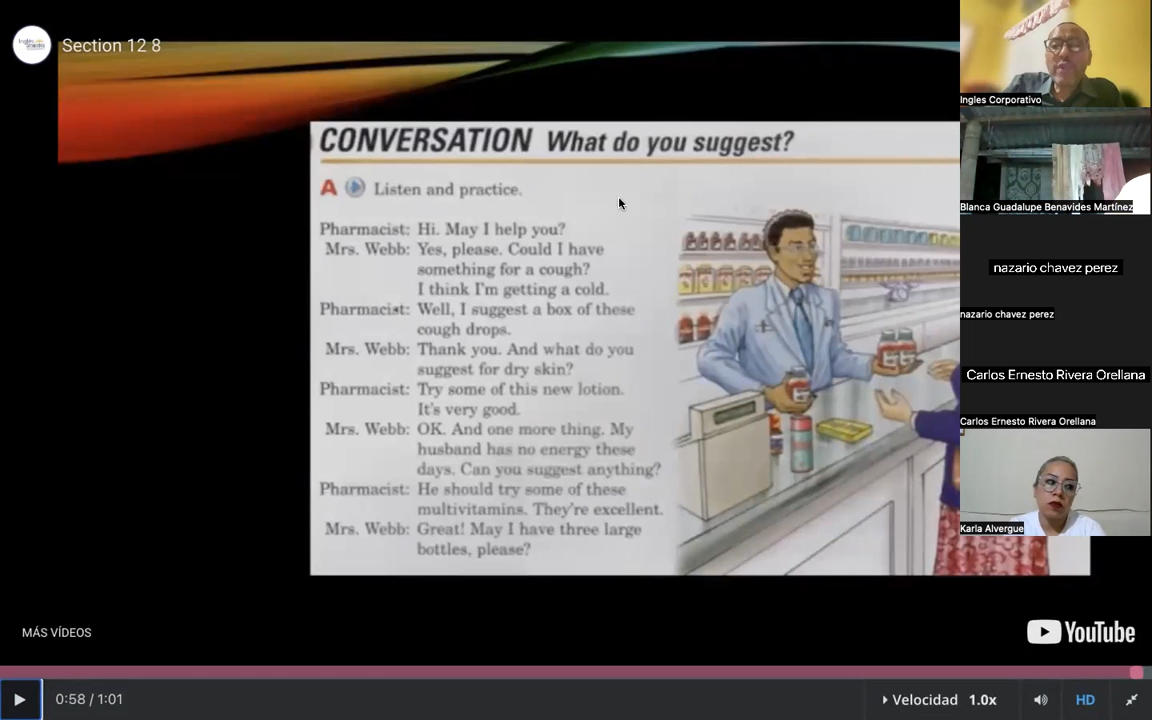 Section 12 8
CONVERSATION What do you suggest?
A Listen and practice.
Pharmacist: Hi. May I help you?
Mrs. Webb: Yes, please. Could I have
something for a cough?
I think I'm getting a cold.
Pharmacist: Well, I suggest a box of these
cough drops.
Mrs. Webb: Thank you. And what do you
suggest for dry skin?
Pharmacist: Try some of this new lotion.
It's very good.
Mrs. Webb: OK. And one more thing. My
husband has no energy these
days. Can you suggest anything?
Pharmacist: He should try some of these
multivitamins. They're excellent.
Mrs. Webb: Great! May I have three large
bottles, please?
Ingles Corporativo
Blanca Guadalupe Benavides Martínez
nazario chavez perez
nazario chavez perez
Carlos Ernesto Rivera Orellana
Carlos Ernesto Rivera Orellana
Karla Alvergue
MÁS VÍDEOS
YouTube
0:58 / 1:01
Velocidad 1.0x
HD